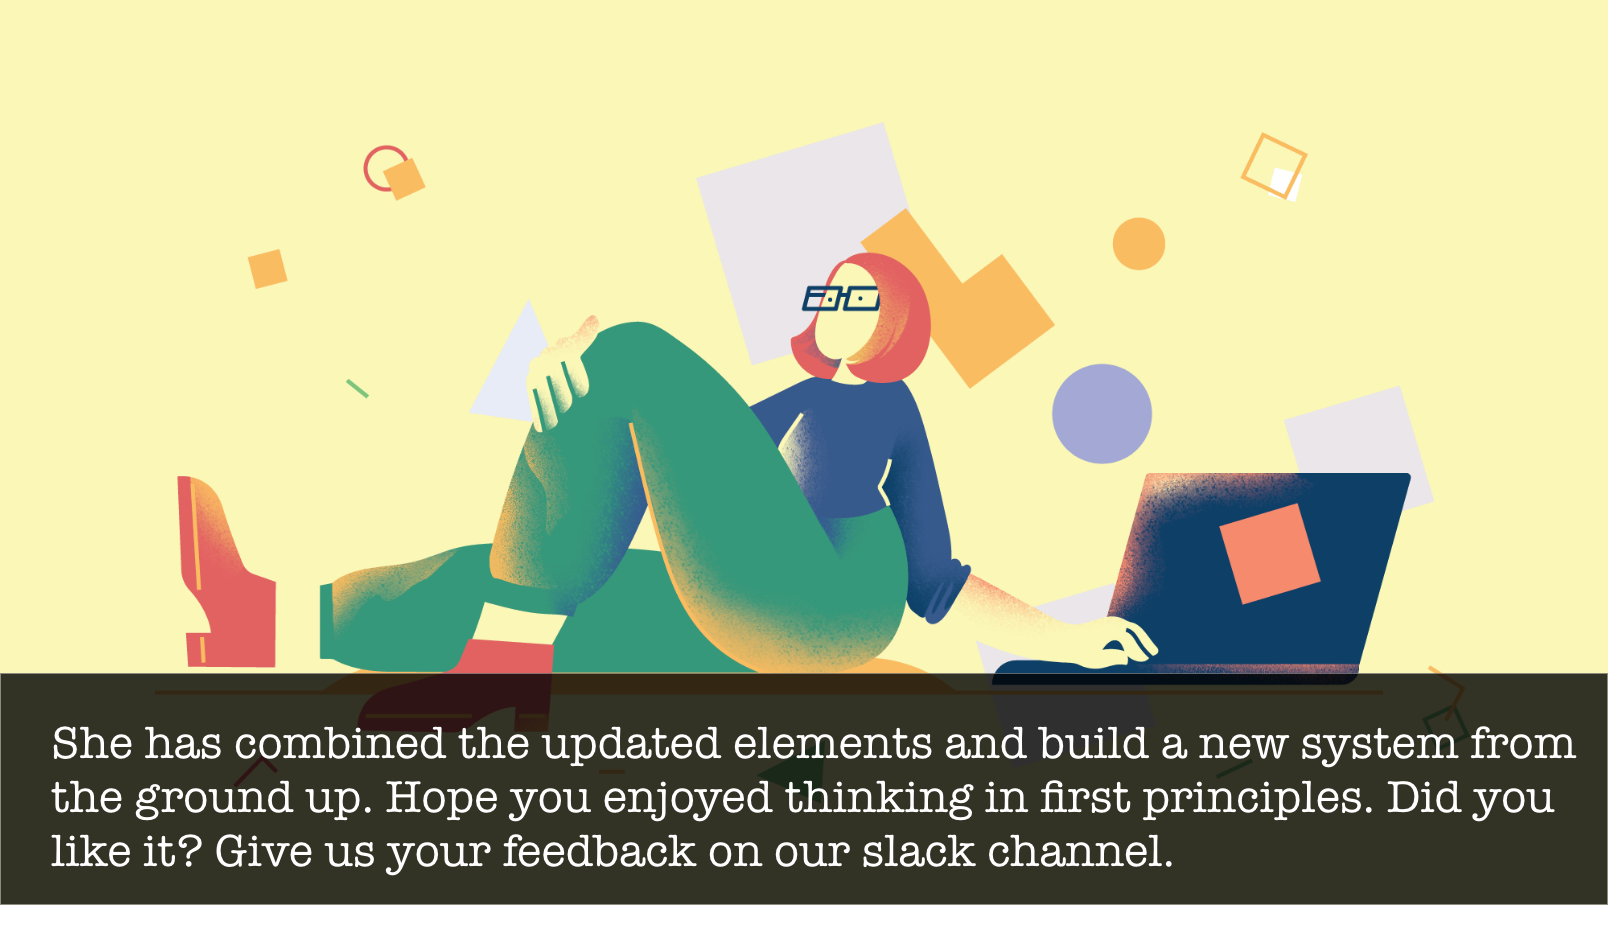 She has combined the updated elements and build a new system from
the ground up. Hope you enjoyed thinking in first principles. Did you
like it? Give us your feedback on our slack channel.